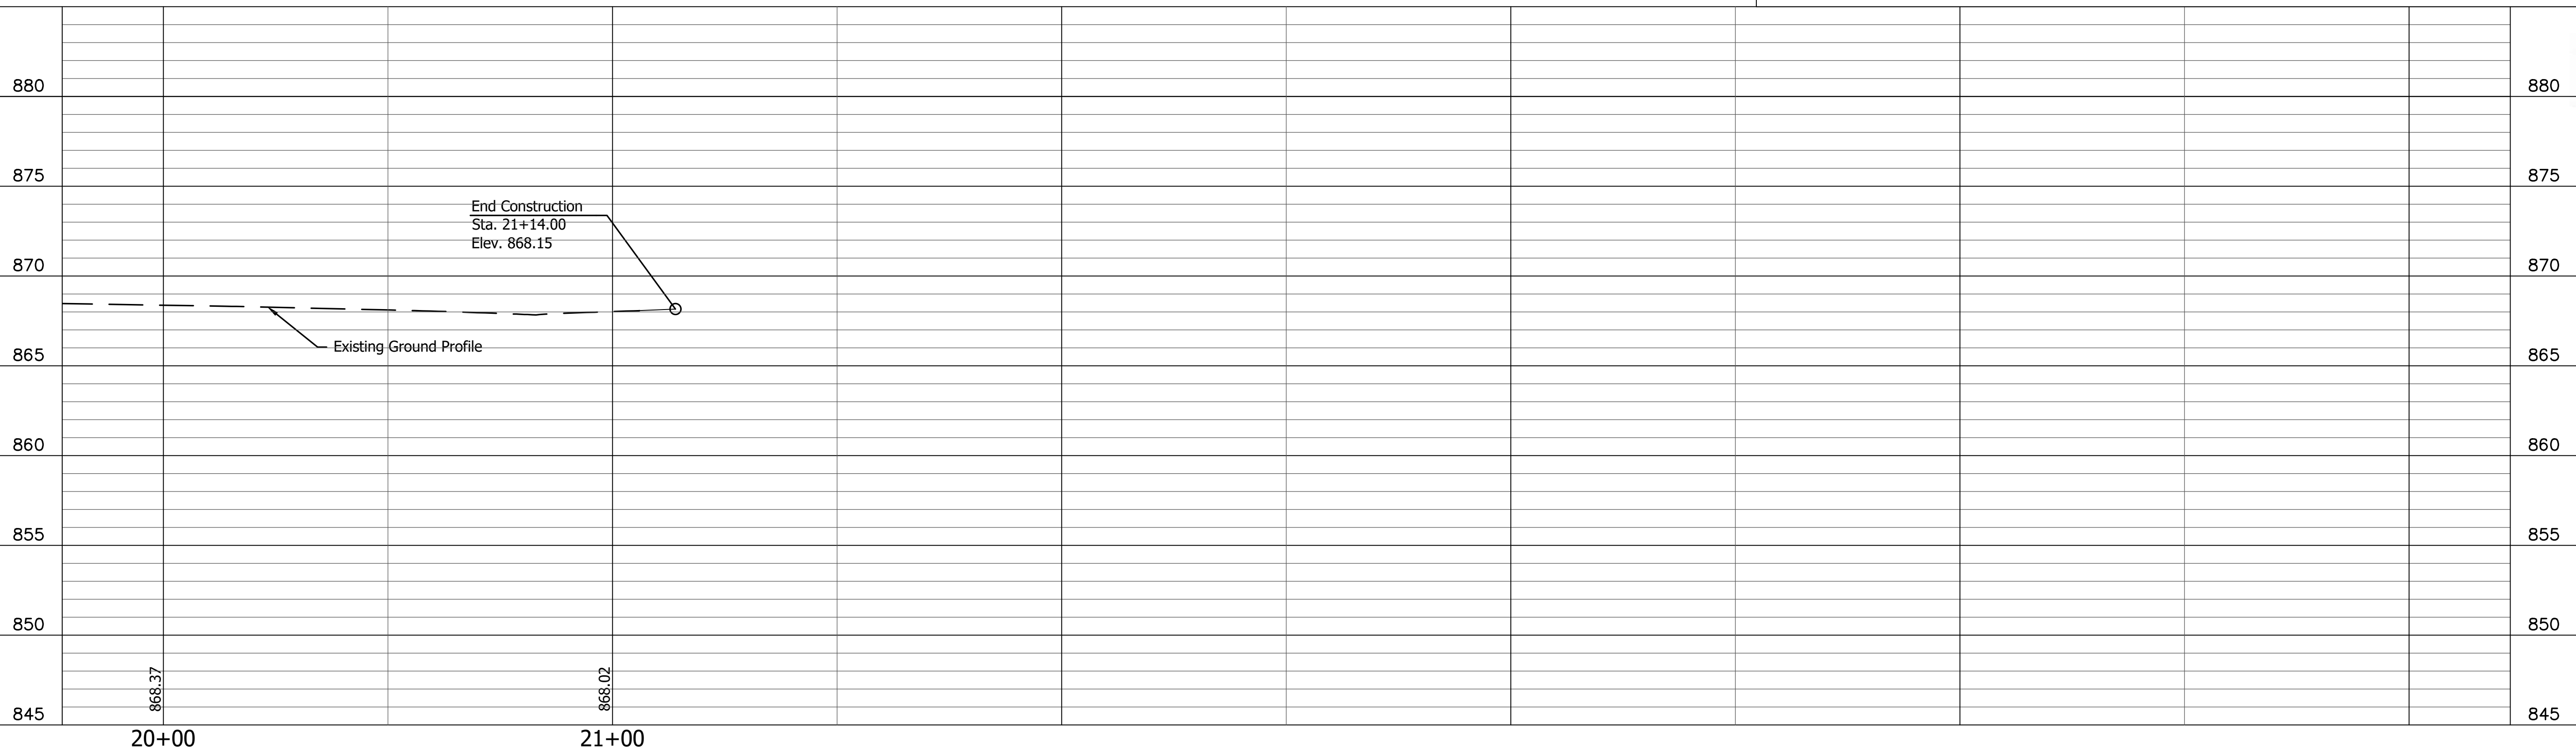 880 880
875 875
End Construction
Sta. 21+14.00
Elev. 868.15
870 870
Existing Ground Profile
865 865
860 860
855 855
850 850
868.37 868.02
845 845
20+00 21+00